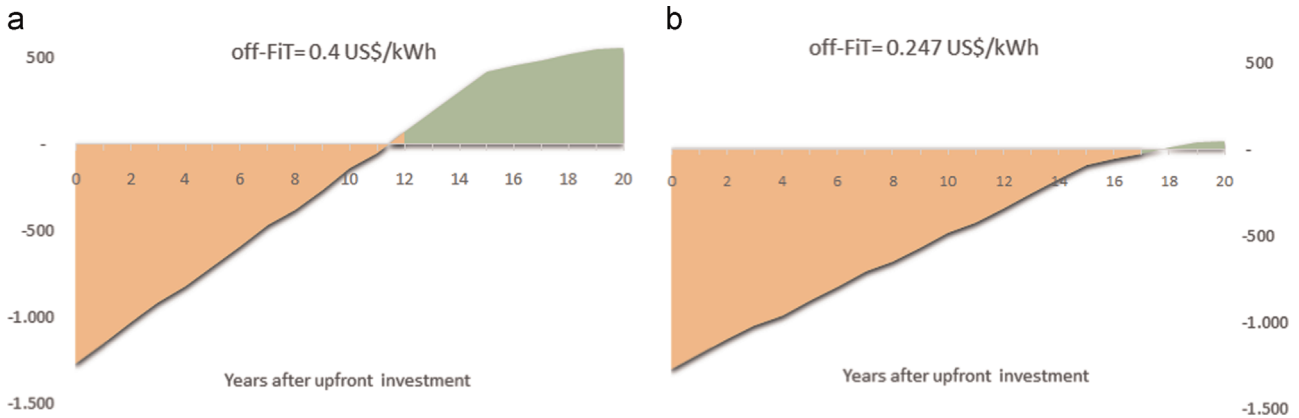 a
off-FiT= 0.4 US$/kWh
500
-
0 2 4 6 8 10 12 14 16 18 20
-500
-1.000
Years after upfront investment
-1.500
b
off-FiT= 0.247 US$/kWh
500
-
0 2 4 6 8 10 12 14 16 18 20
-500
-1.000
Years after upfront investment
-1.500